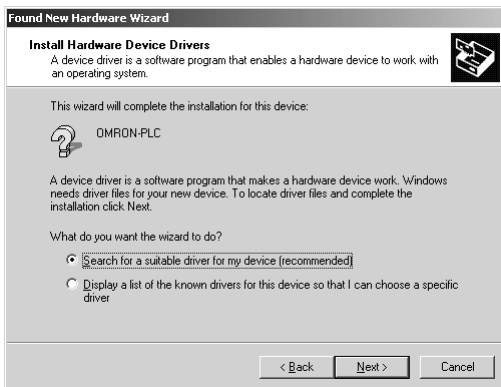 Found New Hardware Wizard
Install Hardware Device Drivers
A device driver is a software program that enables a hardware device to work with
an operating system.
This wizard will complete the installation for this device:
OMRON-PLC
A device driver is a software program that makes a hardware device work. Windows
needs driver files for your new device. To locate driver files and complete the
installation click Next.
What do you want the wizard to do?
Search for a suitable driver for my device (recommended)
Display a list of the known drivers for this device so that I can choose a specific
driver
< Back Next > Cancel